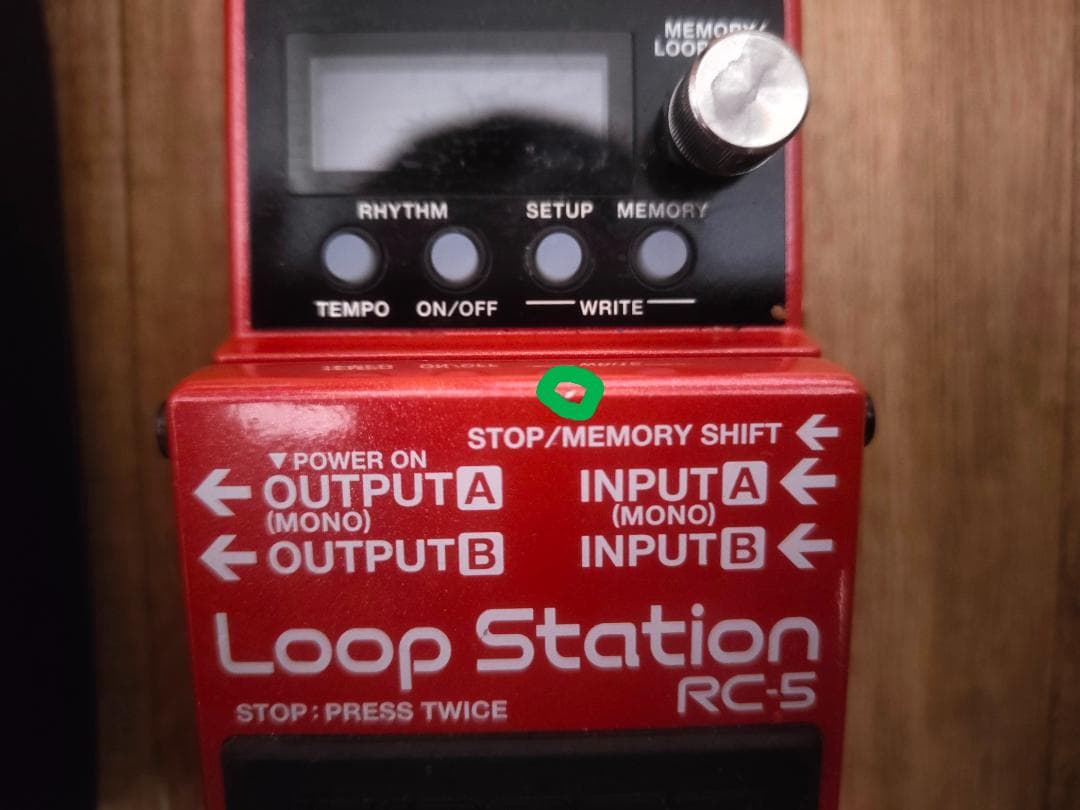 MEMORY/
LOOP
RHYTHM SETUP MEMORY
TEMPO ON/OFF WRITE
STOP/MEMORY SHIFT ←
▼POWER ON
← OUTPUT A INPUT A ←
(MONO) (MONO)
← OUTPUT B INPUT B ←
Loop Station
RC-5
STOP : PRESS TWICE